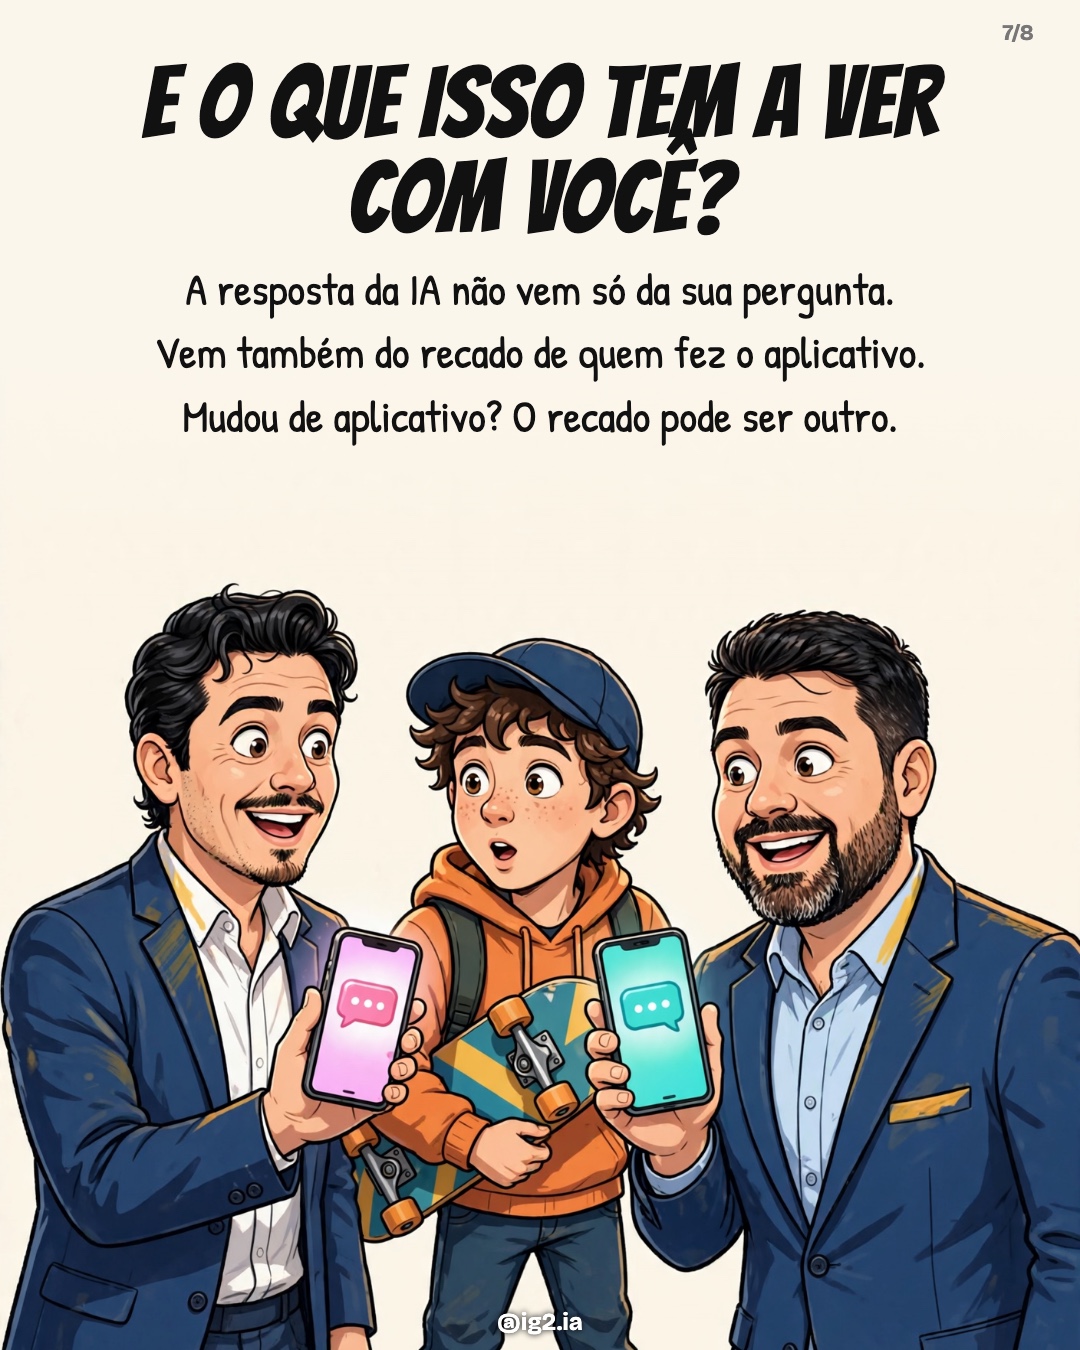 7/8
E O QUE ISSO TEM A VER
COM VOCÊ?
A resposta da IA não vem só da sua pergunta.
Vem também do recado de quem fez o aplicativo.
Mudou de aplicativo? O recado pode ser outro.
@ig2.ia